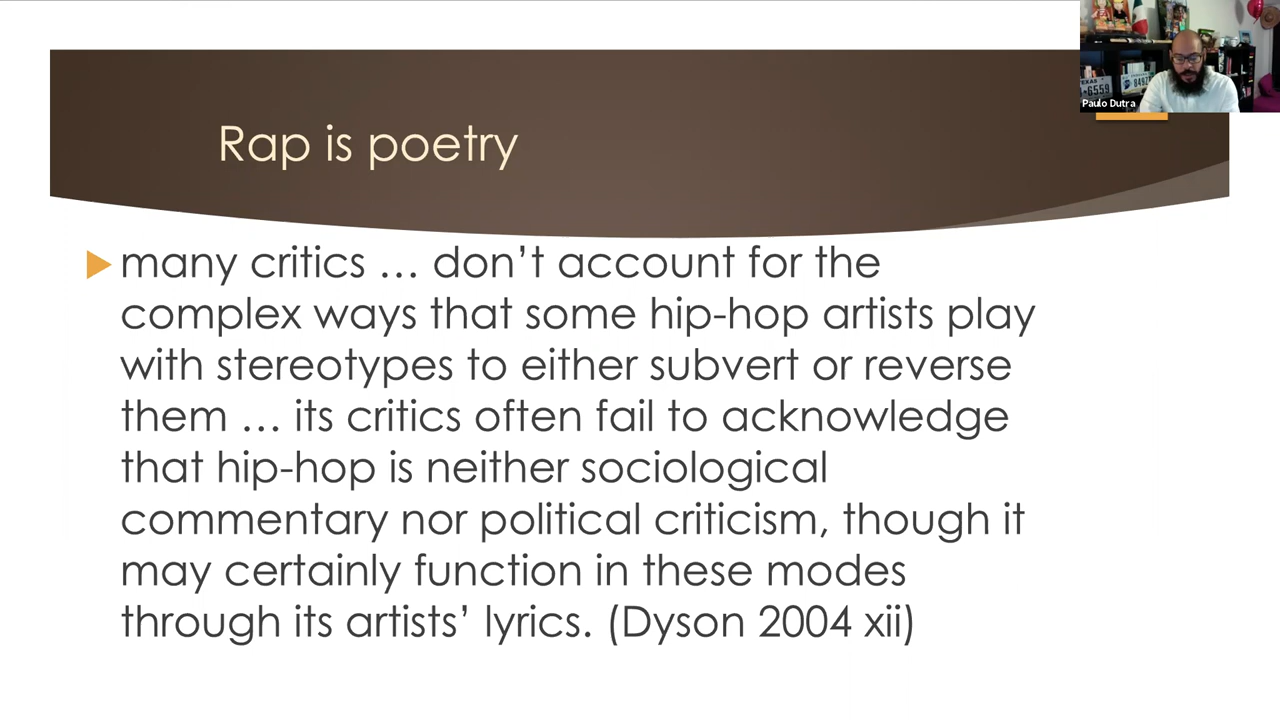 Paulo Dutra
Rap is poetry
many critics … don’t account for the
complex ways that some hip-hop artists play
with stereotypes to either subvert or reverse
them … its critics often fail to acknowledge
that hip-hop is neither sociological
commentary nor political criticism, though it
may certainly function in these modes
through its artists’ lyrics. (Dyson 2004 xii)